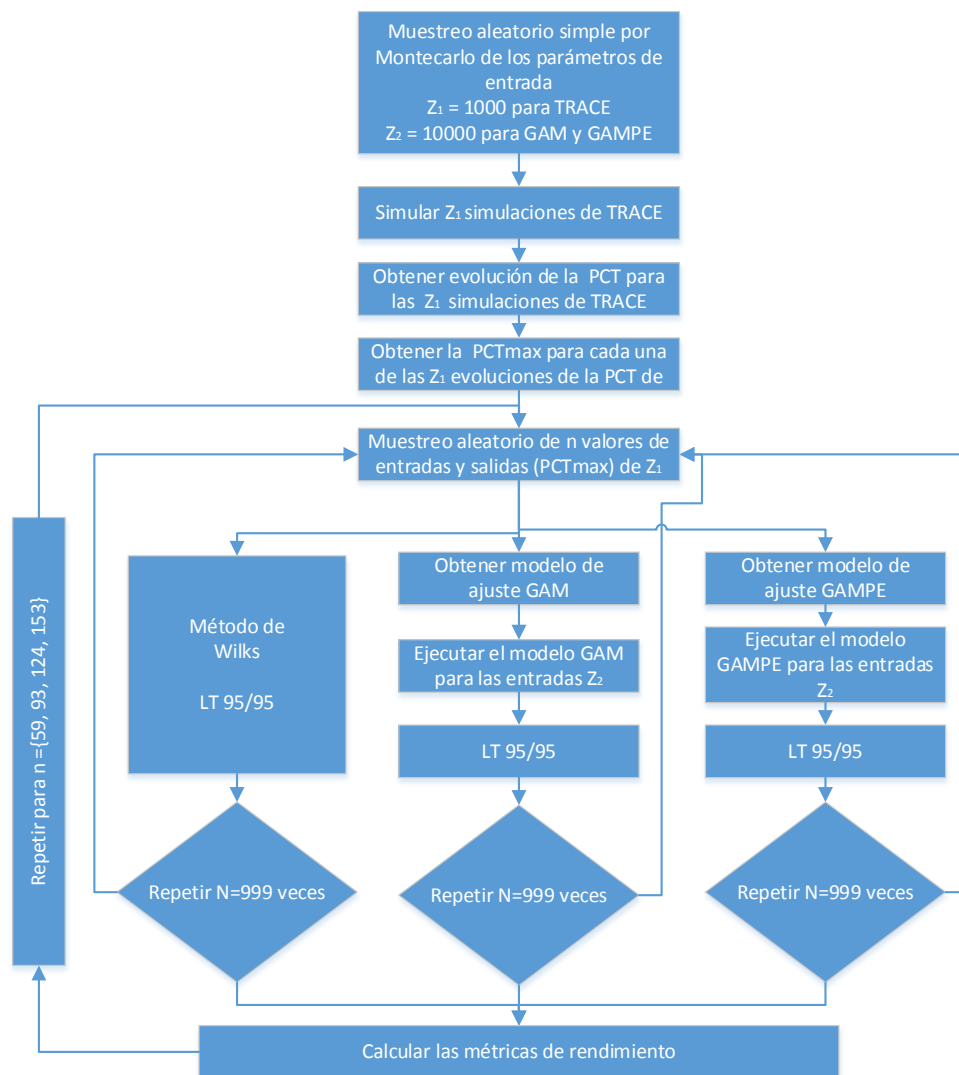 Muestreo aleatorio simple por
Montecarlo de los parámetros de
entrada
Z₁ = 1000 para TRACE
Z₂ = 10000 para GAM y GAMPE
Simular Z₁ simulaciones de TRACE
Obtener evolución de la PCT para
las Z₁ simulaciones de TRACE
Obtener la PCTmax para cada una
de las Z₁ evoluciones de la PCT de
Muestreo aleatorio de n valores de
entradas y salidas (PCTmax) de Z₁
Repetir para n ={59, 93, 124, 153}
Método de
Wilks
LT 95/95
Obtener modelo de
ajuste GAM
Ejecutar el modelo GAM
para las entradas Z₂
LT 95/95
Obtener modelo de
ajuste GAMPE
Ejecutar el modelo
GAMPE para las entradas
Z₂
LT 95/95
Repetir N=999 veces
Repetir N=999 veces
Repetir N=999 veces
Calcular las métricas de rendimiento